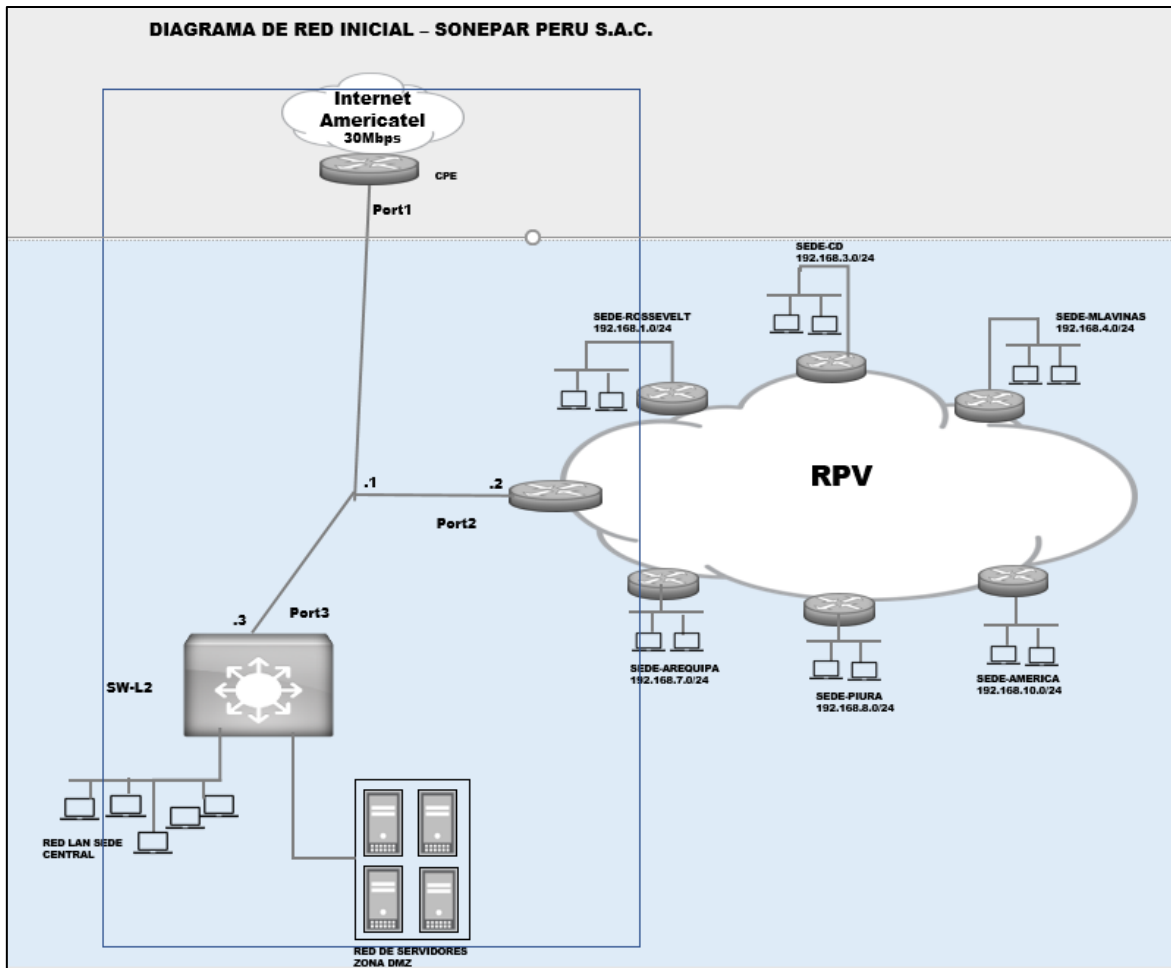 DIAGRAMA DE RED INICIAL – SONEPAR PERU S.A.C.
Internet
Americatel
30Mbps
CPE
Port1
SEDE-CD
192.168.3.0/24
SEDE-ROSSEVELT
192.168.1.0/24
SEDE-MLAVINAS
192.168.4.0/24
RPV
.1
.2
Port2
.3
Port3
SW-L2
SEDE-AREQUIPA
192.168.7.0/24
SEDE-PIURA
192.168.8.0/24
SEDE-AMERICA
192.168.10.0/24
RED LAN SEDE
CENTRAL
RED DE SERVIDORES
ZONA DMZ